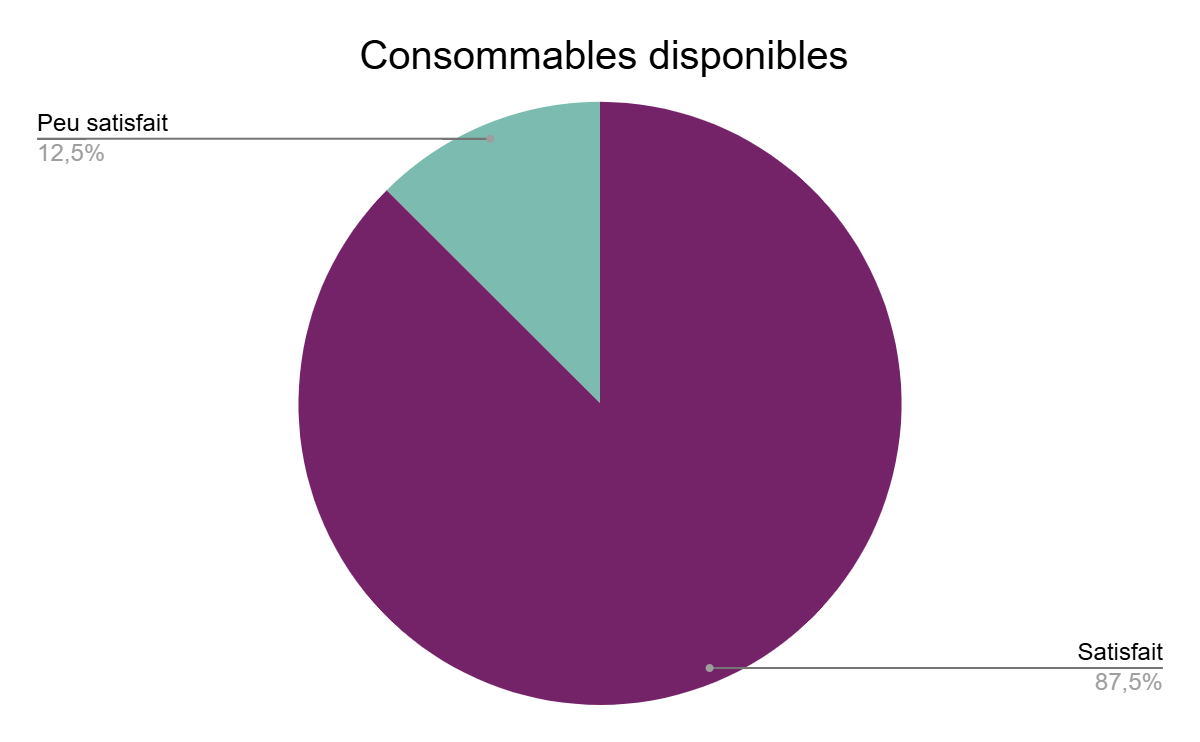 Consommables disponibles
Peu satisfait
12,5%
Satisfait
87,5%